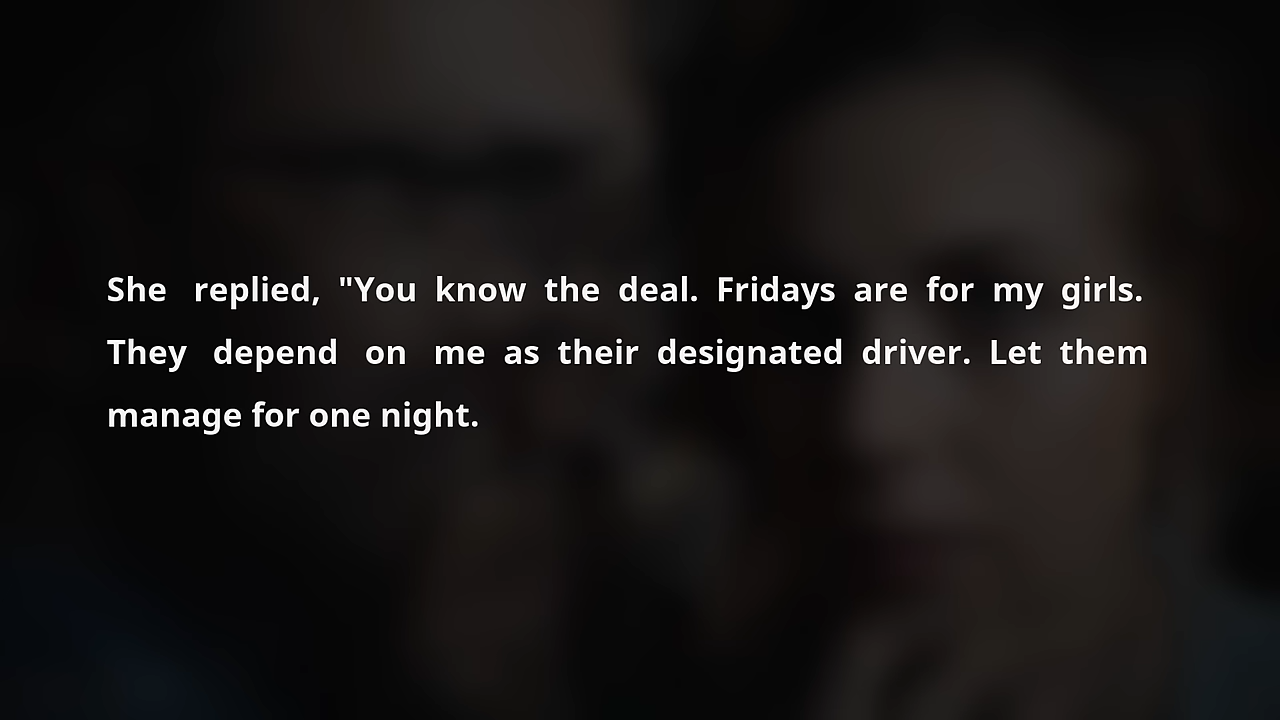 She replied, "You know the deal. Fridays are for my girls.
They depend on me as their designated driver. Let them
manage for one night.